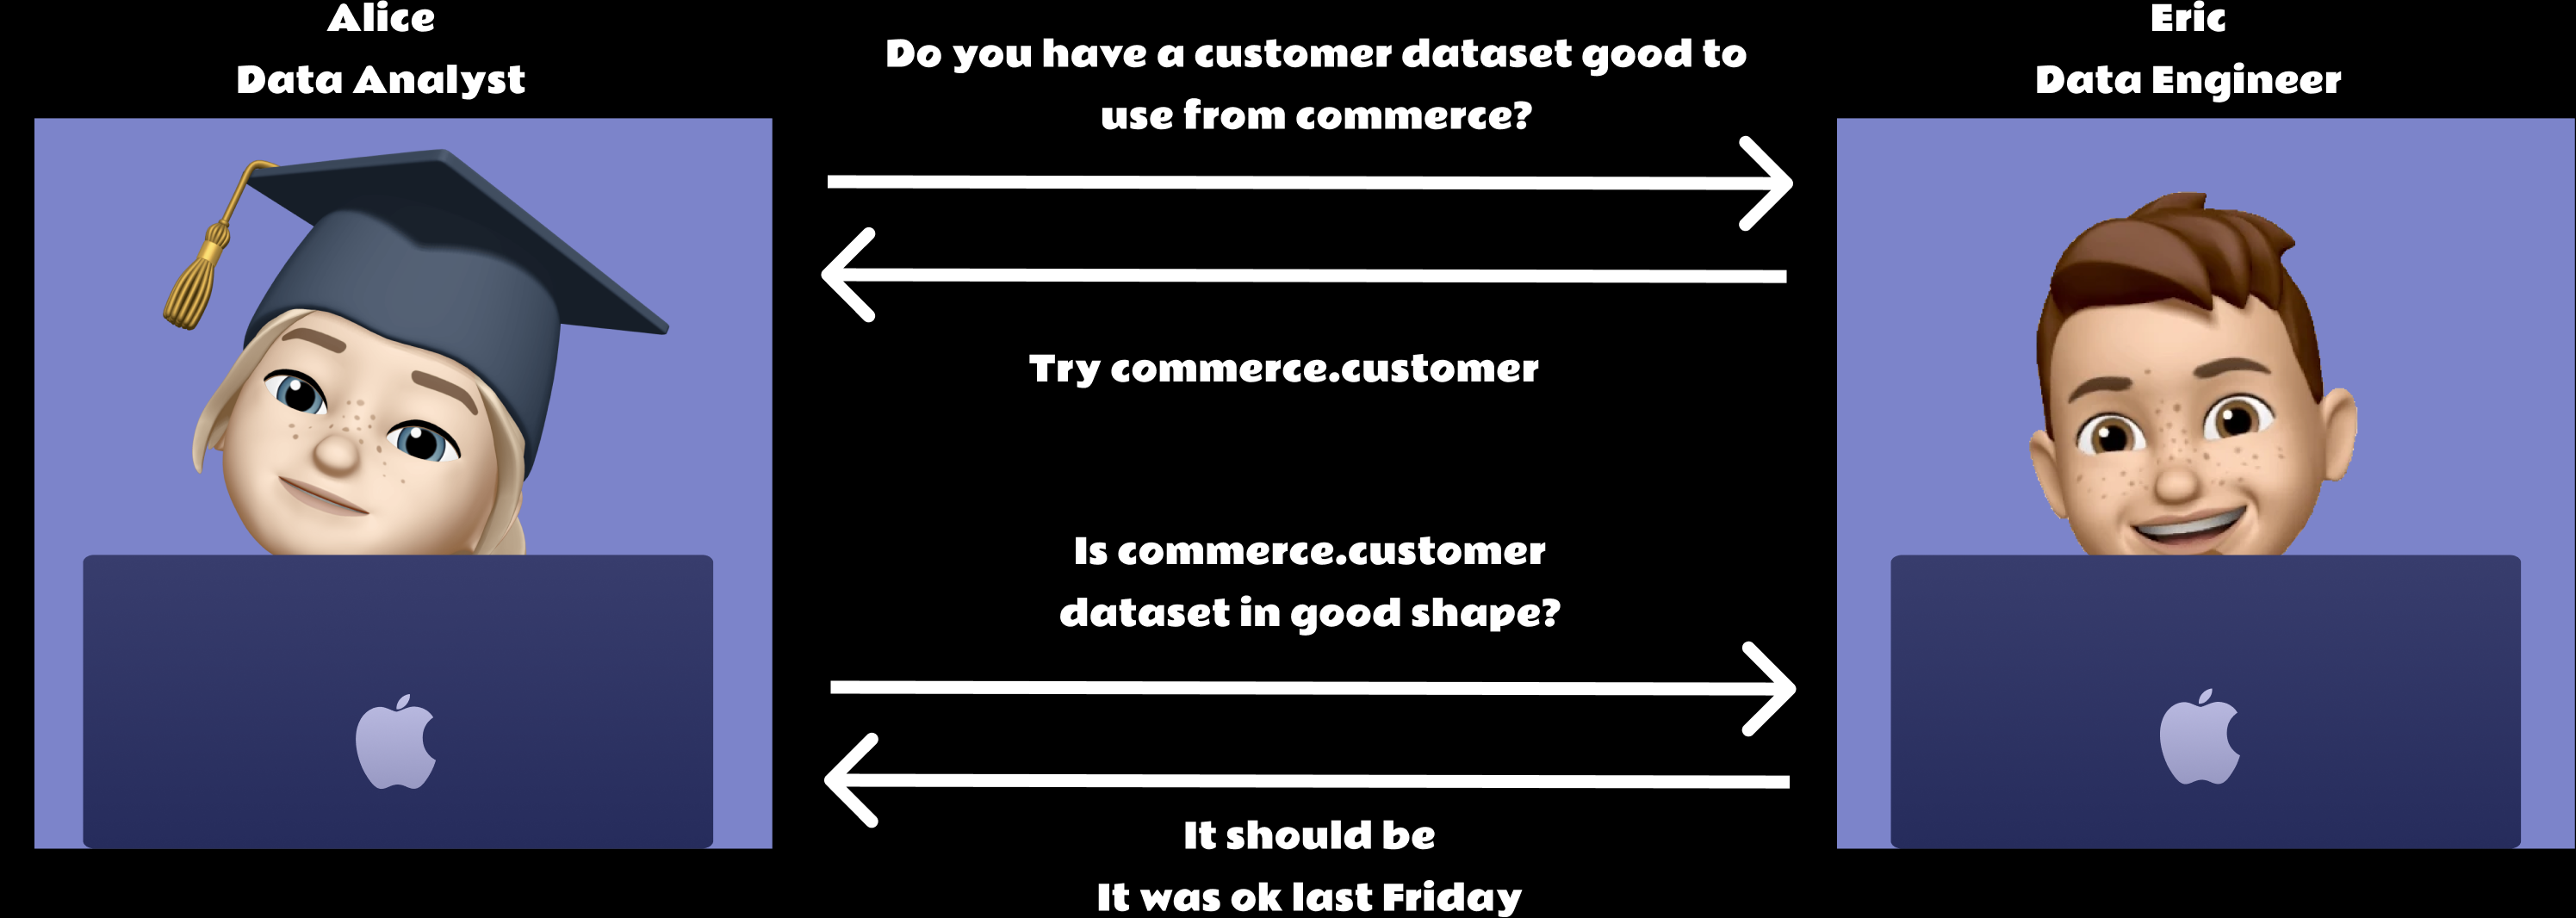 Alice
Data Analyst
Eric
Data Engineer
Do you have a customer dataset good to
use from commerce?
Try commerce.customer
Is commerce.customer
dataset in good shape?
It should be
It was ok last Friday